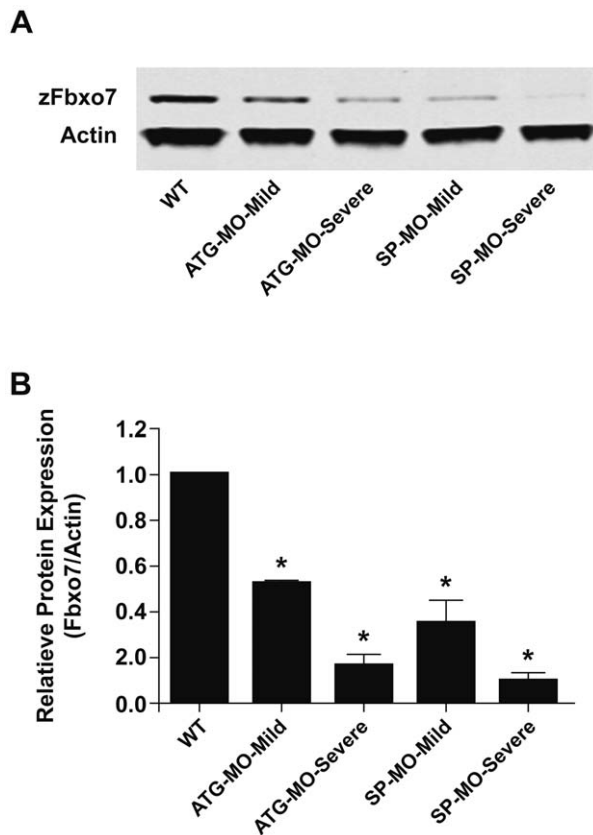 A
zFbxo7
Actin
WT
ATG-MO-Mild
ATG-MO-Severe
SP-MO-Mild
SP-MO-Severe
B
Relatieve Protein Expression
(Fbxo7/Actin)
1.2
1.0
0.8
0.6
0.4
2.0
0.0
*
*
*
*
WT
ATG-MO-Mild
ATG-MO-Severe
SP-MO-Mild
SP-MO-Severe